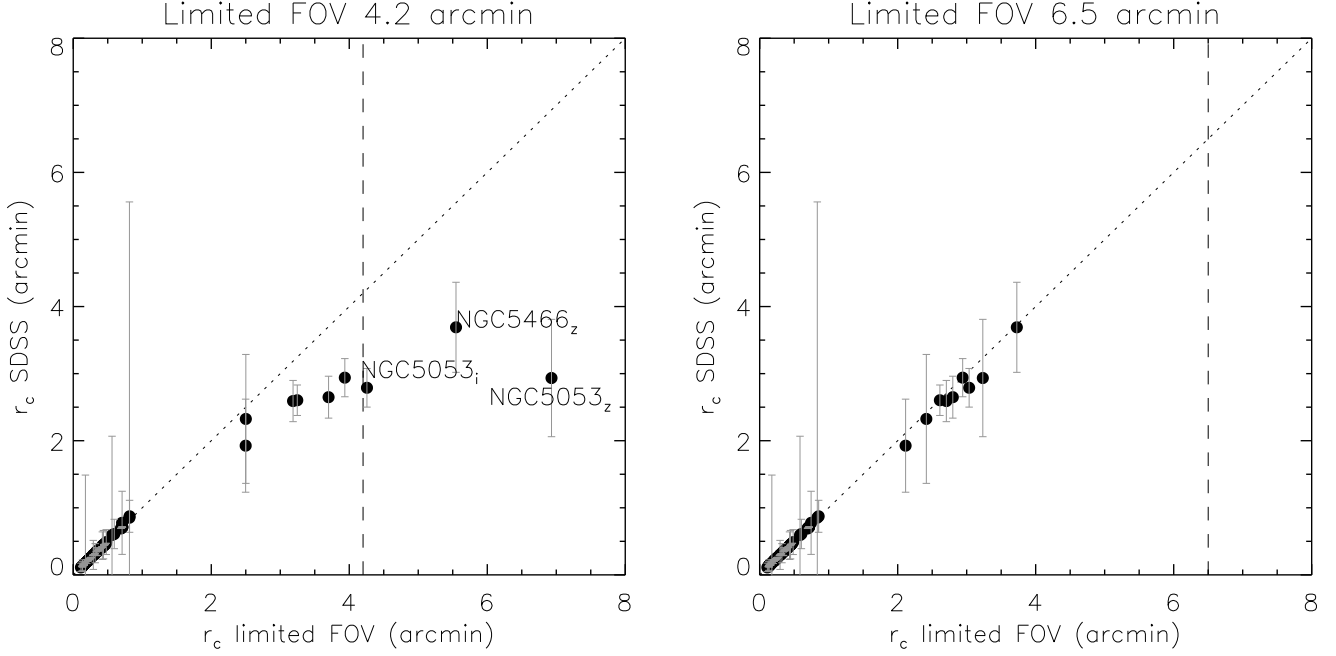 Limited FOV 4.2 arcmin
r_c SDSS (arcmin)
8
6
4
2
0
NGC5466_z
NGC5053_i
NGC5053_z
0 2 4 6 8
r_c limited FOV (arcmin)
Limited FOV 6.5 arcmin
r_c SDSS (arcmin)
8
6
4
2
0
0 2 4 6 8
r_c limited FOV (arcmin)